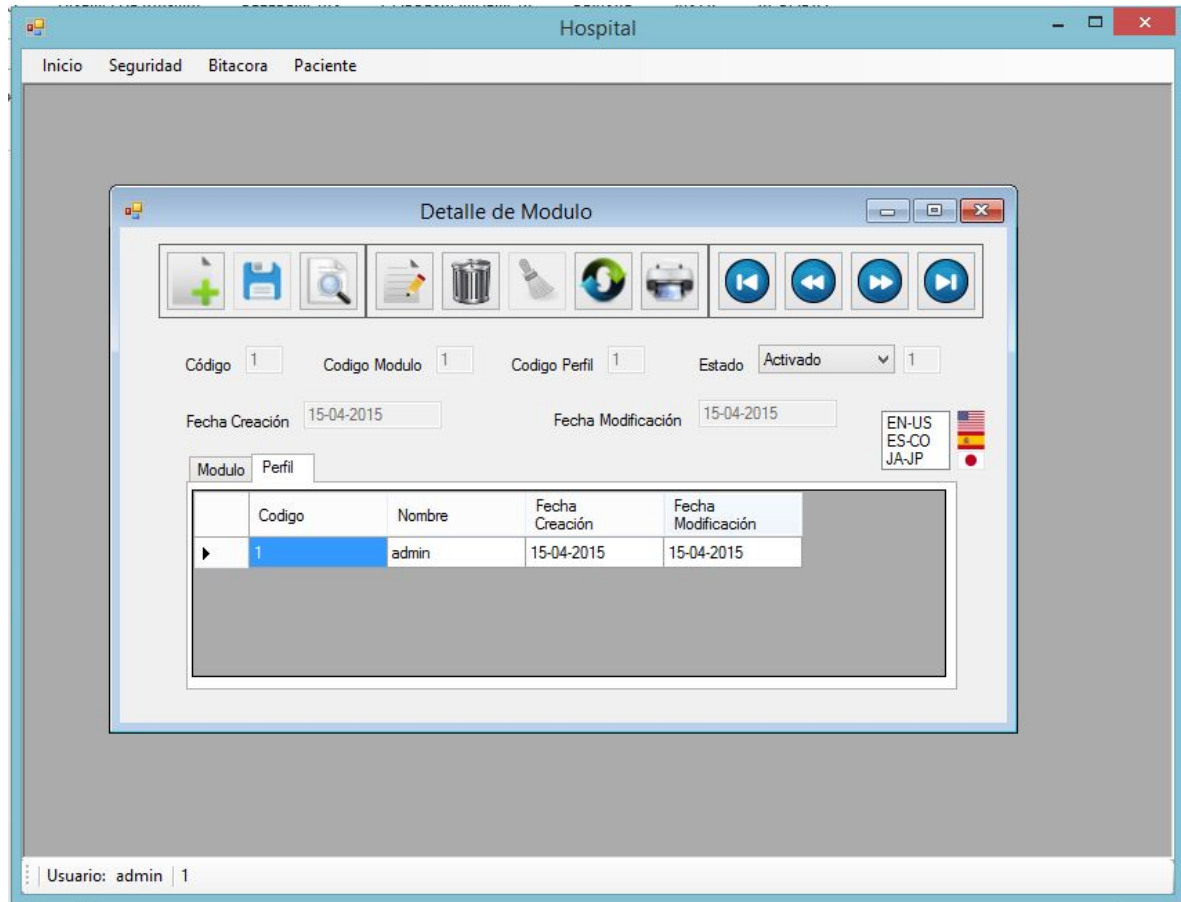 Hospital
Inicio Seguridad Bitacora Paciente
Detalle de Modulo
Código 1 Codigo Modulo 1 Codigo Perfil 1 Estado Activado 1
Fecha Creación 15-04-2015 Fecha Modificación 15-04-2015
EN-US
ES-CO
JA-JP
Modulo Perfil
Codigo Nombre Fecha Creación Fecha Modificación
1 admin 15-04-2015 15-04-2015
Usuario: admin 1